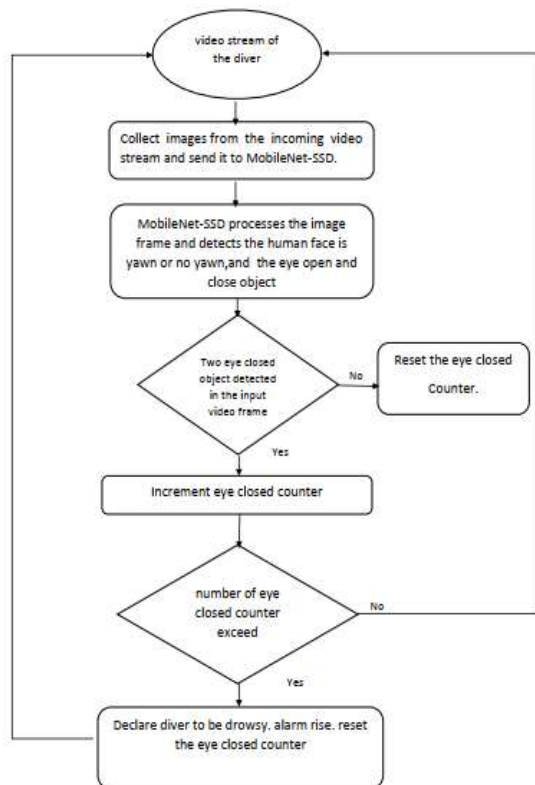 video stream of
the diver
Collect images from the incoming video
stream and send it to MobileNet-SSD.
MobileNet-SSD processes the image
frame and detects the human face is
yawn or no yawn,and the eye open and
close object
Two eye closed
object detected
in the input
video frame
No
Reset the eye closed
Counter.
Yes
Increment eye closed counter
number of eye
closed counter
exceed
No
Yes
Declare diver to be drowsy. alarm rise. reset
the eye closed counter